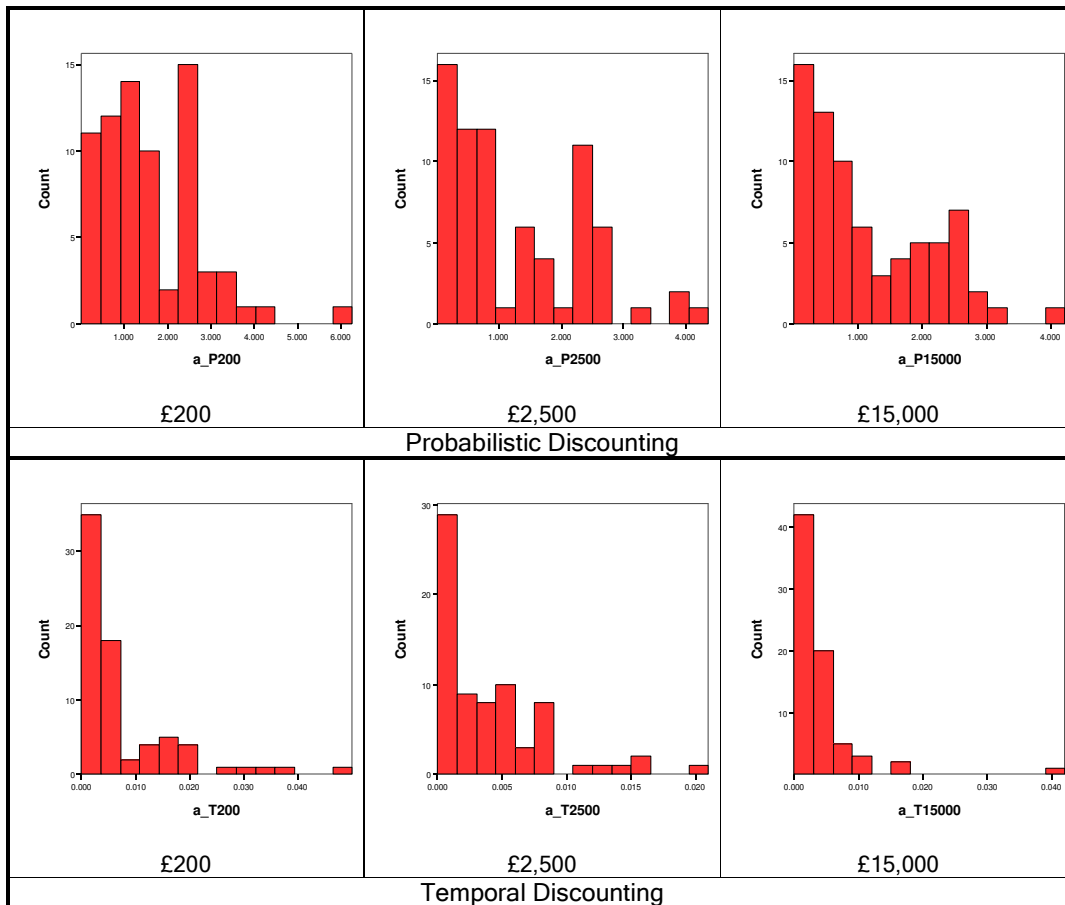 15
10
5
0
Count
1.000 2.000 3.000 4.000 5.000 6.000
a_P200
£200
15
10
5
0
Count
1.000 2.000 3.000 4.000
a_P2500
£2,500
15
10
5
0
Count
1.000 2.000 3.000 4.000
a_P15000
£15,000
Probabilistic Discounting
30
20
10
0
Count
0.000 0.010 0.020 0.030 0.040
a_T200
£200
30
20
10
0
Count
0.000 0.005 0.010 0.015 0.020
a_T2500
£2,500
40
30
20
10
0
Count
0.000 0.010 0.020 0.030 0.040
a_T15000
£15,000
Temporal Discounting